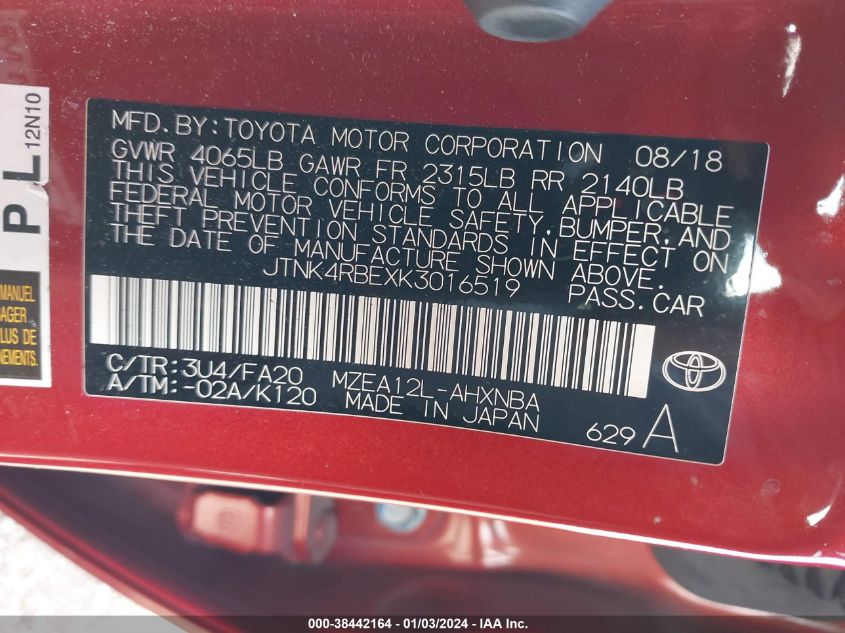 MFD.BY:TOYOTA MOTOR CORPORATION 08/18
GVWR 4065LB GAWR FR 2315LB RR 2140LB
THIS VEHICLE CONFORMS TO ALL APPLICABLE
FEDERAL MOTOR VEHICLE SAFETY,BUMPER,AND
THEFT PREVENTION STANDARDS IN EFFECT ON
THE DATE OF MANUFACTURE SHOWN ABOVE.
JTNK4RBEXK3016519 PASS.CAR
C/TR:3U4/FA20 MZEA12L-AHXNBA
A/TM:-02A/K120 MADE IN JAPAN
629 A
PL
12N10
MANUEL
PLUS DE
000-38442164 - 01/03/2024 - IAA Inc.